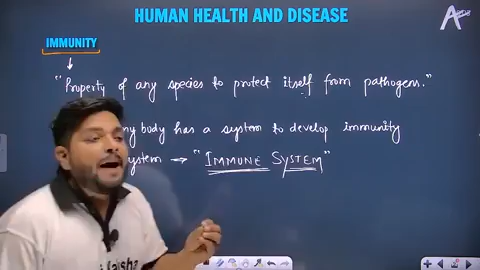 HUMAN HEALTH AND DISEASE
IMMUNITY
"Property of any species to protect itself from pathogens."
body has a system to develop immunity
ystem → "IMMUNE SYSTEM"